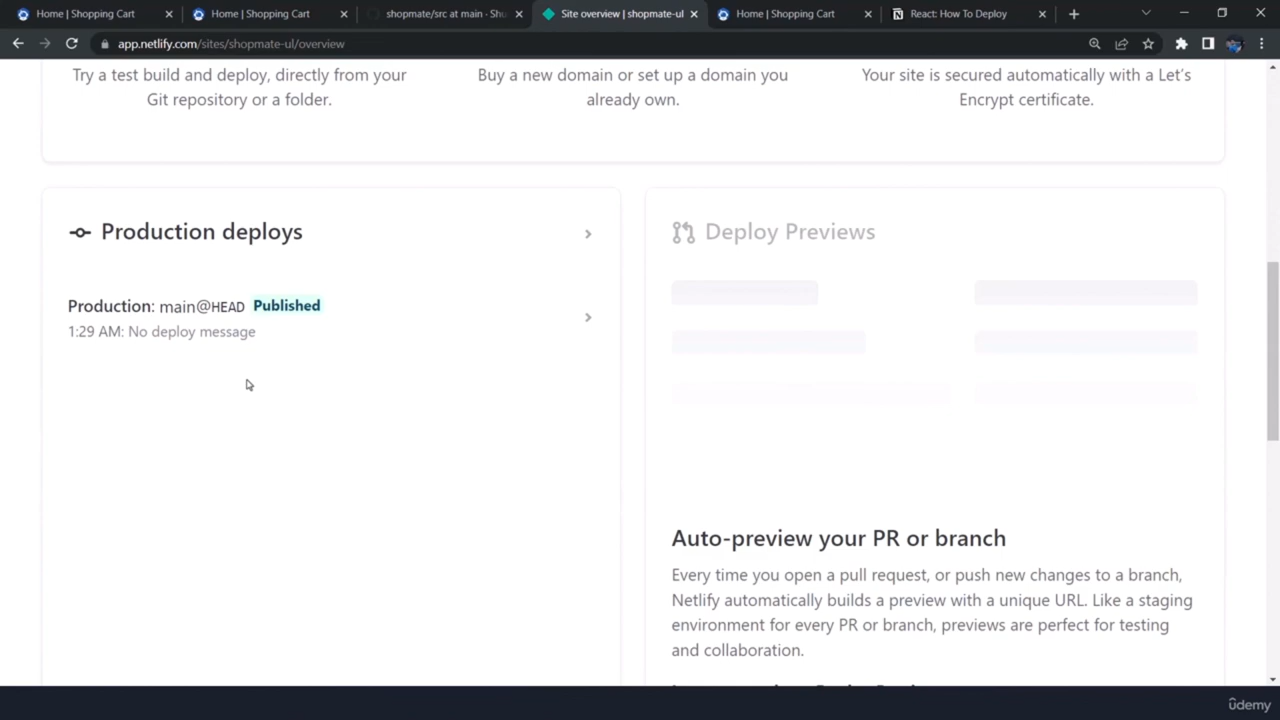 Home | Shopping Cart
Home | Shopping Cart
shopmate/src at main · Shu
Site overview | shopmate-ul
Home | Shopping Cart
React: How To Deploy
app.netlify.com/sites/shopmate-ul/overview
Try a test build and deploy, directly from your
Git repository or a folder.
Buy a new domain or set up a domain you
already own.
Your site is secured automatically with a Let's
Encrypt certificate.
Production deploys
Production: main@HEAD Published
1:29 AM: No deploy message
Deploy Previews
Auto-preview your PR or branch
Every time you open a pull request, or push new changes to a branch,
Netlify automatically builds a preview with a unique URL. Like a staging
environment for every PR or branch, previews are perfect for testing
and collaboration.
ûdemy